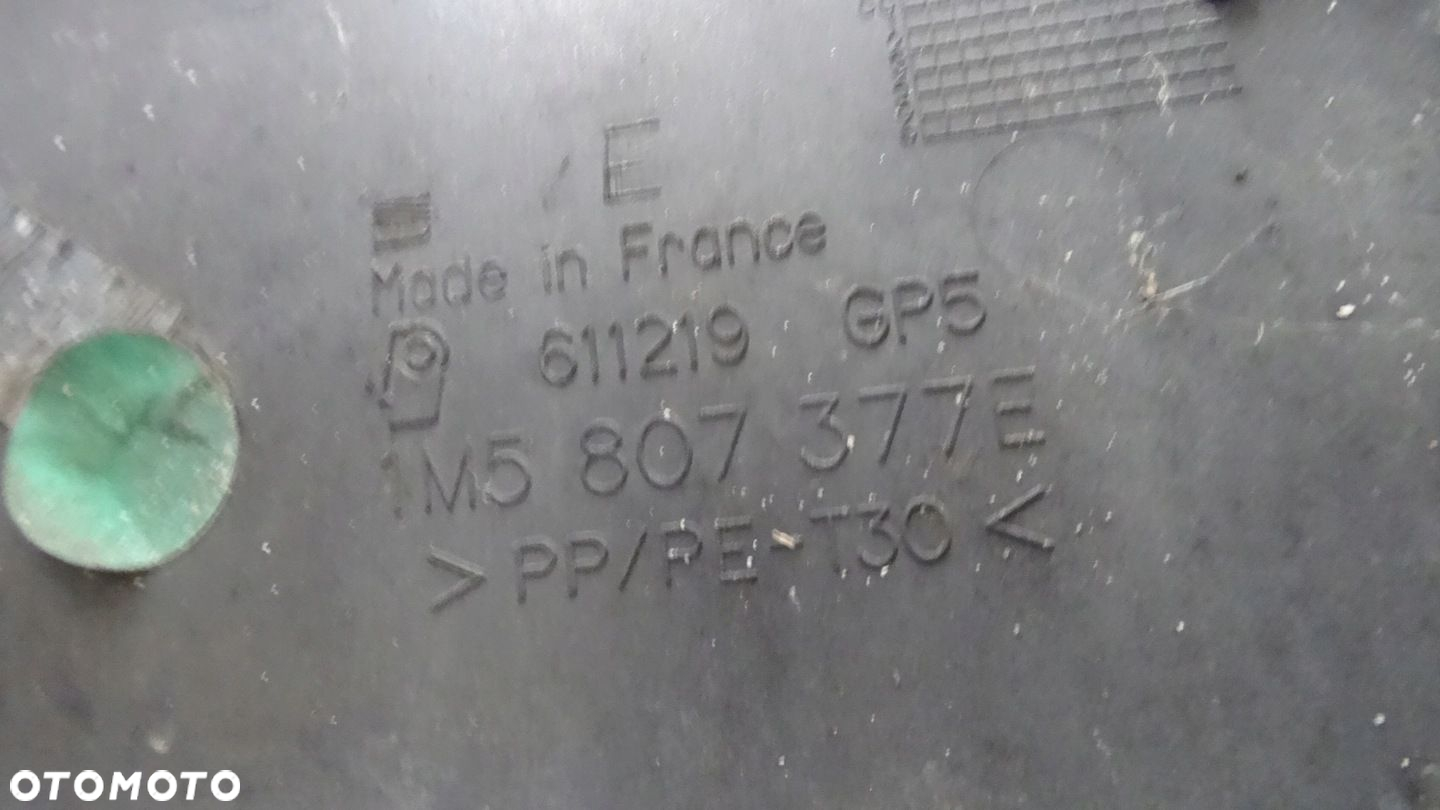 E
Made in France
611219 GP5
1M5 807 377E
> PP/PE-T30 <
OTOMOTO